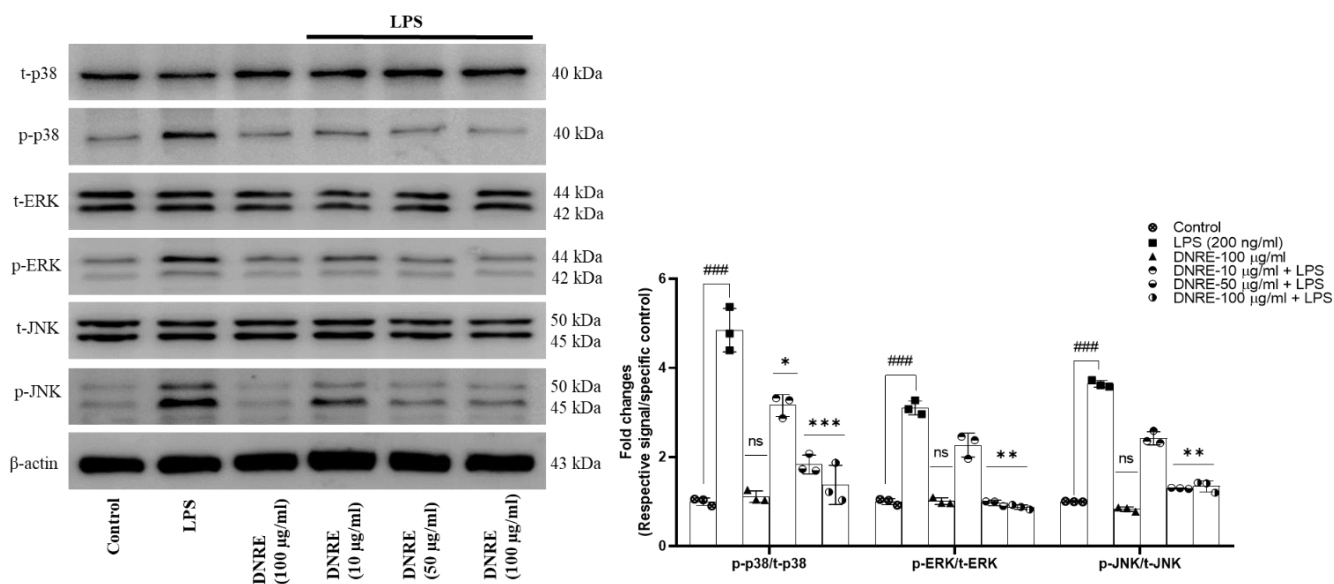 LPS
t-p38 40 kDa
p-p38 40 kDa
t-ERK 44 kDa
42 kDa
p-ERK 44 kDa
42 kDa
t-JNK 50 kDa
45 kDa
p-JNK 50 kDa
45 kDa
β-actin 43 kDa
Control
LPS
DNRE
(100 µg/ml)
DNRE
(10 µg/ml)
DNRE
(50 µg/ml)
DNRE
(100 µg/ml)
Control
LPS (200 ng/ml)
DNRE-100 µg/ml
DNRE-10 µg/ml + LPS
DNRE-50 µg/ml + LPS
DNRE-100 µg/ml + LPS
Fold changes
(Respective signal/specific control)
6
4
2
0
###
ns
*
***
###
ns
**
###
ns
**
p-p38/t-p38
p-ERK/t-ERK
p-JNK/t-JNK